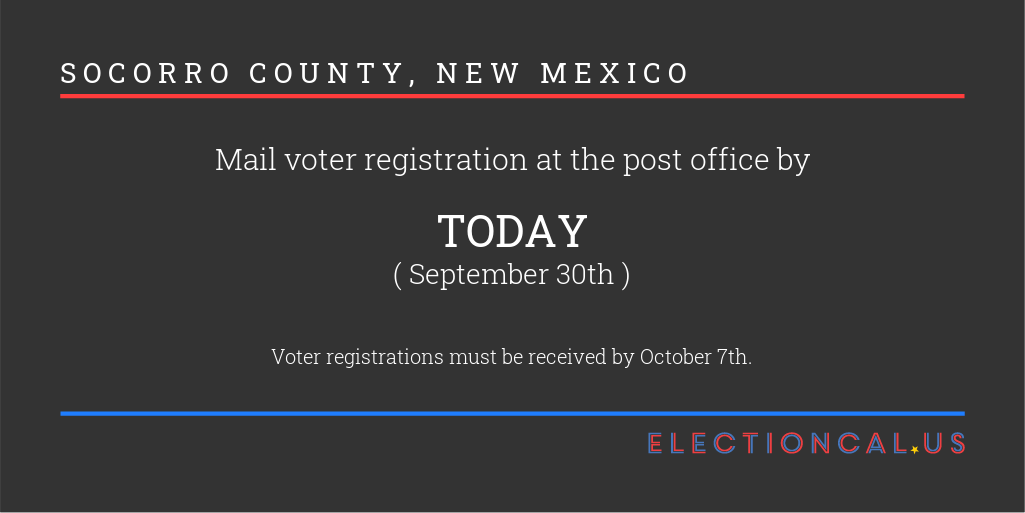 SOCORRO COUNTY, NEW MEXICO
Mail voter registration at the post office by
TODAY
( September 30th )
Voter registrations must be received by October 7th.
ELECTIONCAL.US